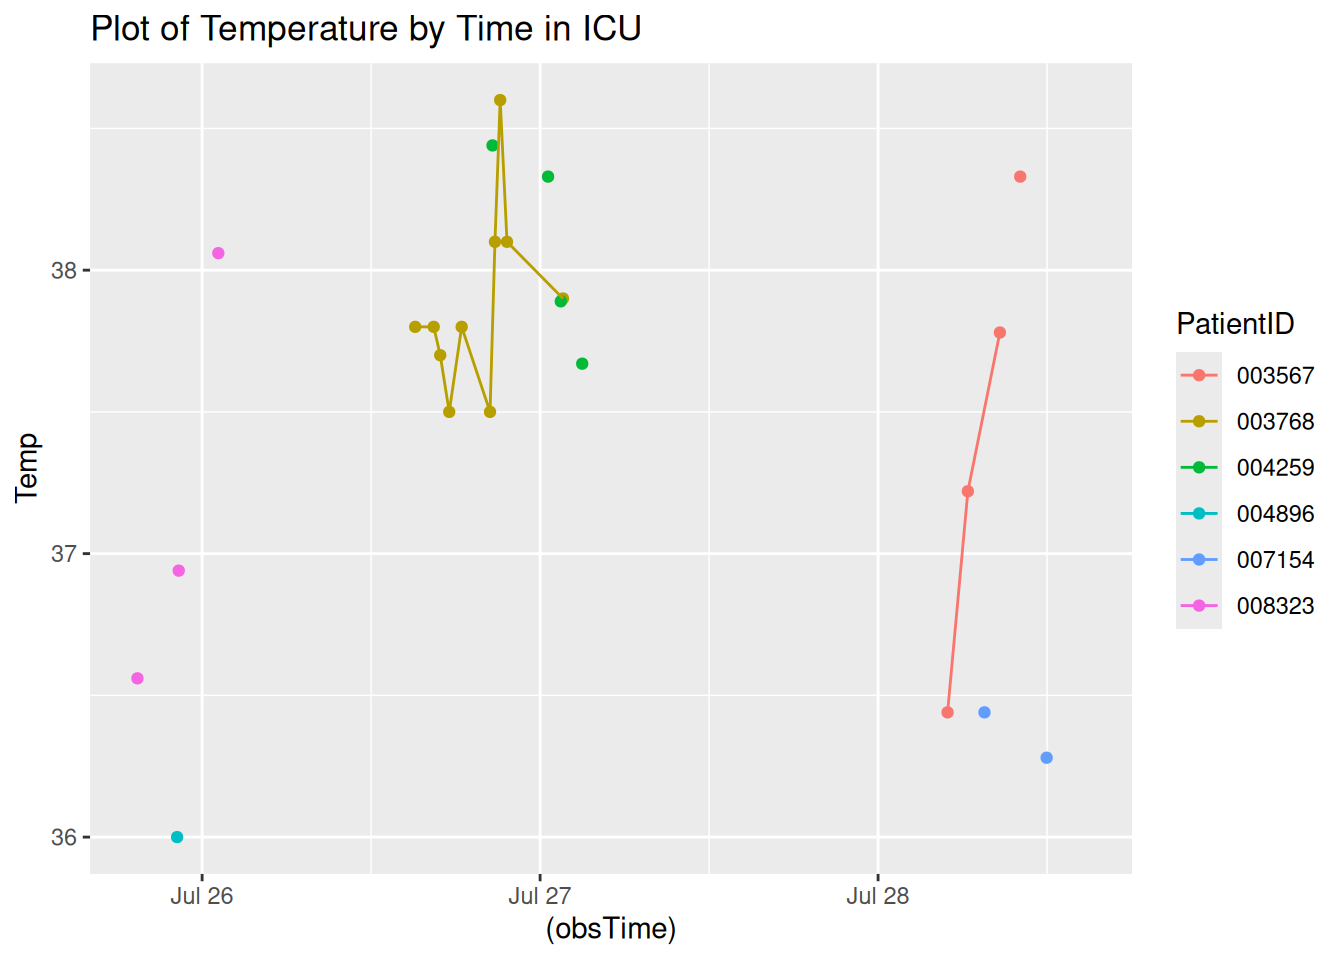 Plot of Temperature by Time in ICU
Temp
38
37
36
Jul 26
Jul 27
Jul 28
(obsTime)
PatientID
003567
003768
004259
004896
007154
008323